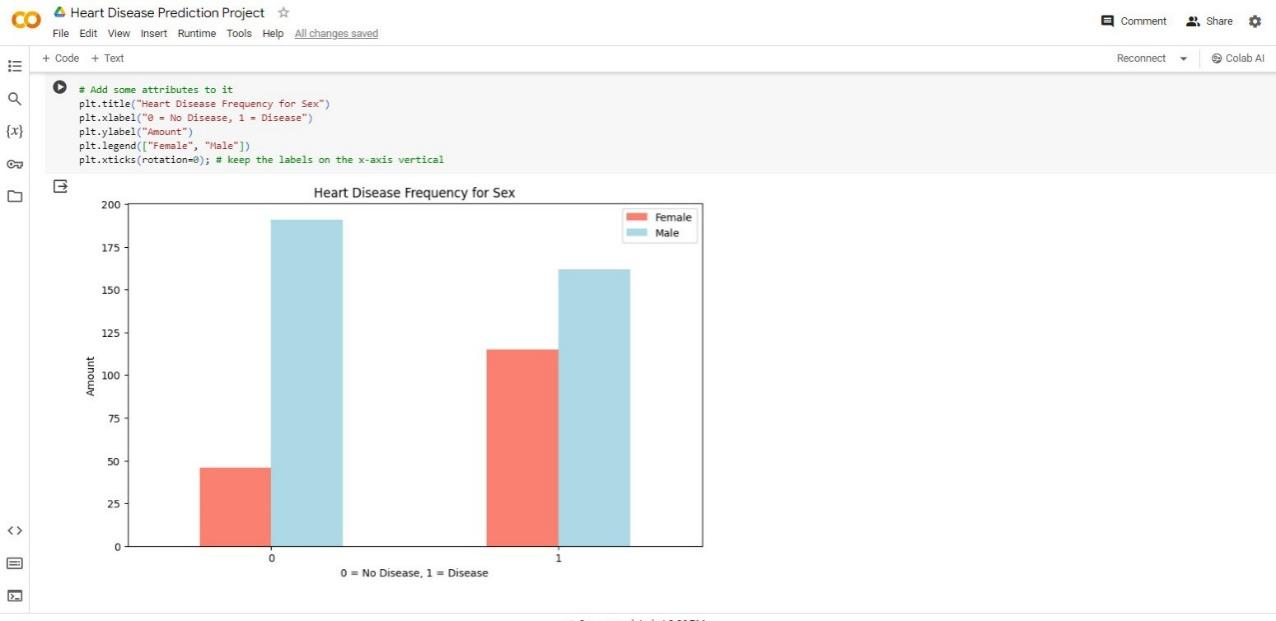 Heart Disease Prediction Project
File Edit View Insert Runtime Tools Help All changes saved
Comment Share
+ Code + Text
Reconnect Colab AI
# Add some attributes to it
plt.title("Heart Disease Frequency for Sex")
plt.xlabel("0 = No Disease, 1 = Disease")
plt.ylabel("Amount")
plt.legend(["Female", "Male"])
plt.xticks(rotation=0); # keep the labels on the x-axis vertical
{x}
Heart Disease Frequency for Sex
Female
Male
200
175
150
125
100
75
50
25
0
Amount
0 1
0 = No Disease, 1 = Disease